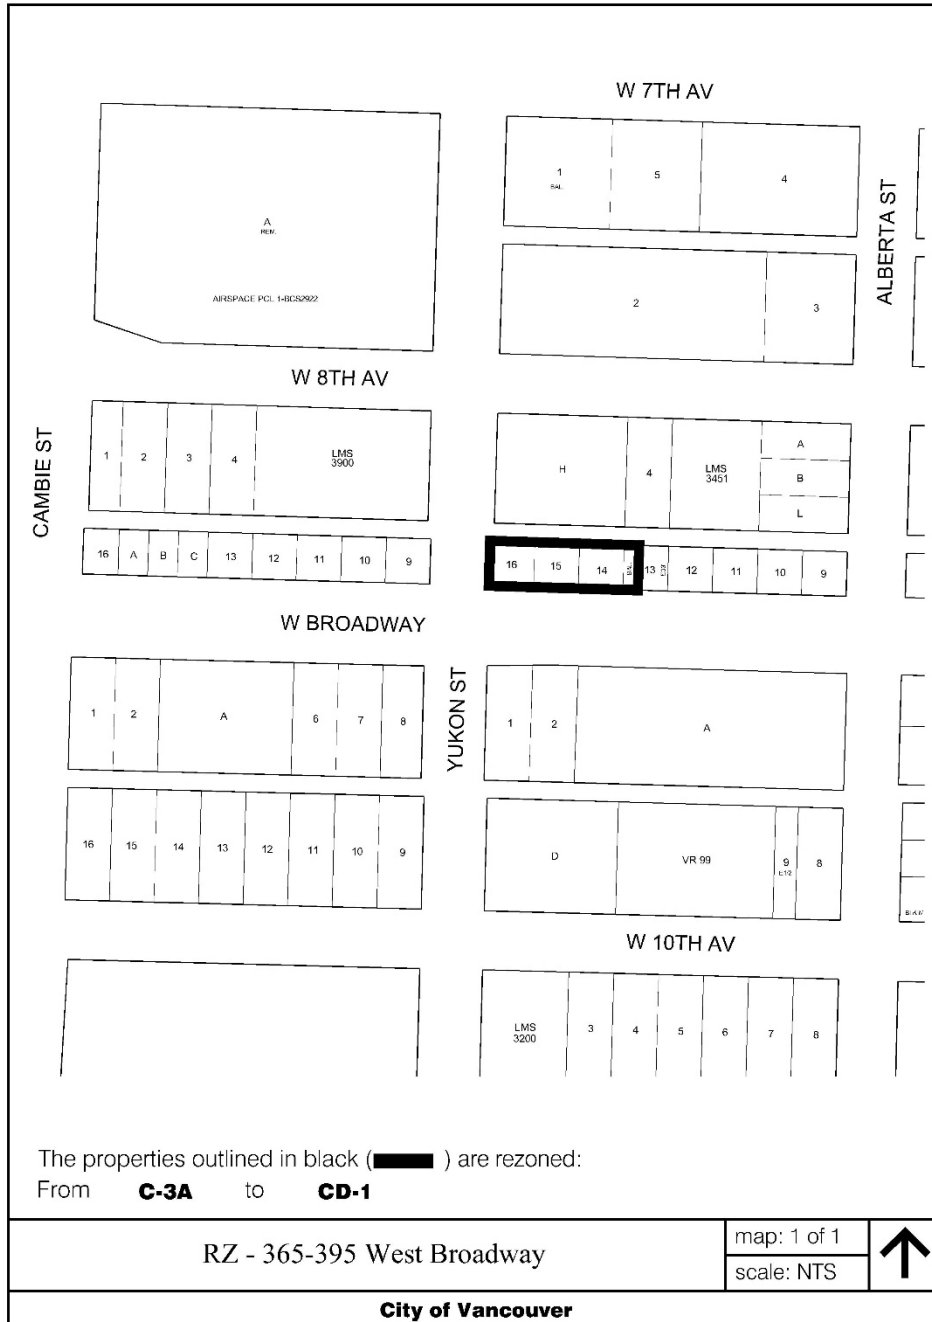 W 7TH AV
1
BAL.
5
4
A
REM.
AIRSPACE PCL 1-BCS2922
ALBERTA ST
2
3
W 8TH AV
CAMBIE ST
1
2
3
4
LMS
3900
H
4
LMS
3451
A
B
L
16
A
B
C
13
12
11
10
9
16
15
14
BAL.
13
12
11
10
9
W BROADWAY
YUKON ST
1
2
A
6
7
8
1
2
A
16
15
14
13
12
11
10
9
D
VR 99
9
E1/2
8
W 10TH AV
LMS
3200
3
4
5
6
7
8
The properties outlined in black ( ) are rezoned:
From C-3A to CD-1
RZ - 365-395 West Broadway
map: 1 of 1
scale: NTS
City of Vancouver